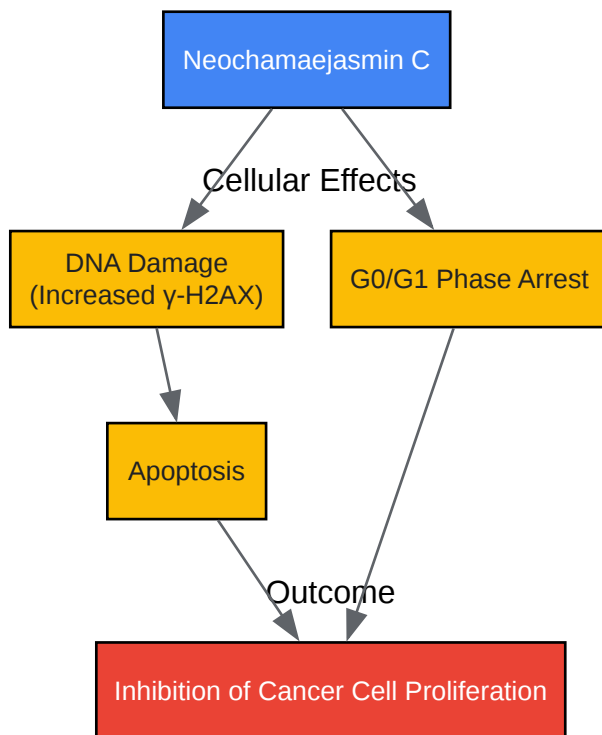 Neochamaejasmin C
Cellular Effects
DNA Damage
(Increased γ-H2AX)
G0/G1 Phase Arrest
Apoptosis
Outcome
Inhibition of Cancer Cell Proliferation